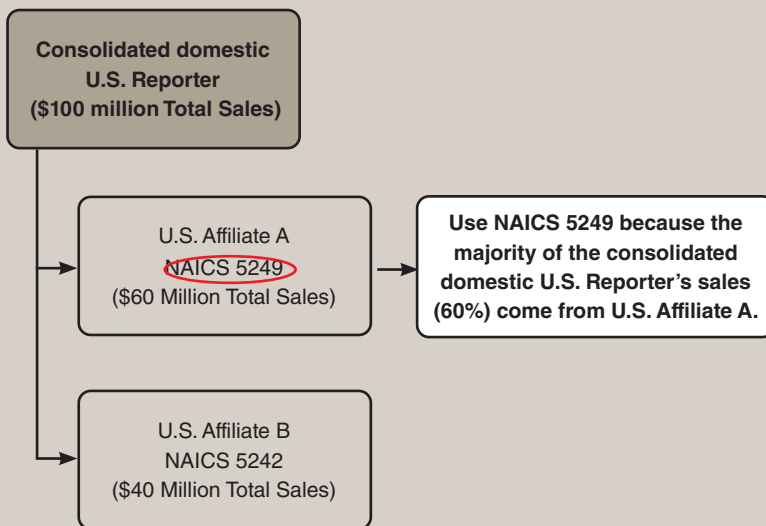 Consolidated domestic
U.S. Reporter
($100 million Total Sales)
U.S. Affiliate A
NAICS 5249
($60 Million Total Sales)
Use NAICS 5249 because the
majority of the consolidated
domestic U.S. Reporter’s sales
(60%) come from U.S. Affiliate A.
U.S. Affiliate B
NAICS 5242
($40 Million Total Sales)